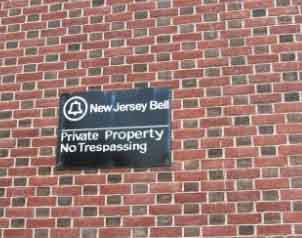 New Jersey Bell
Private Property
No Trespassing